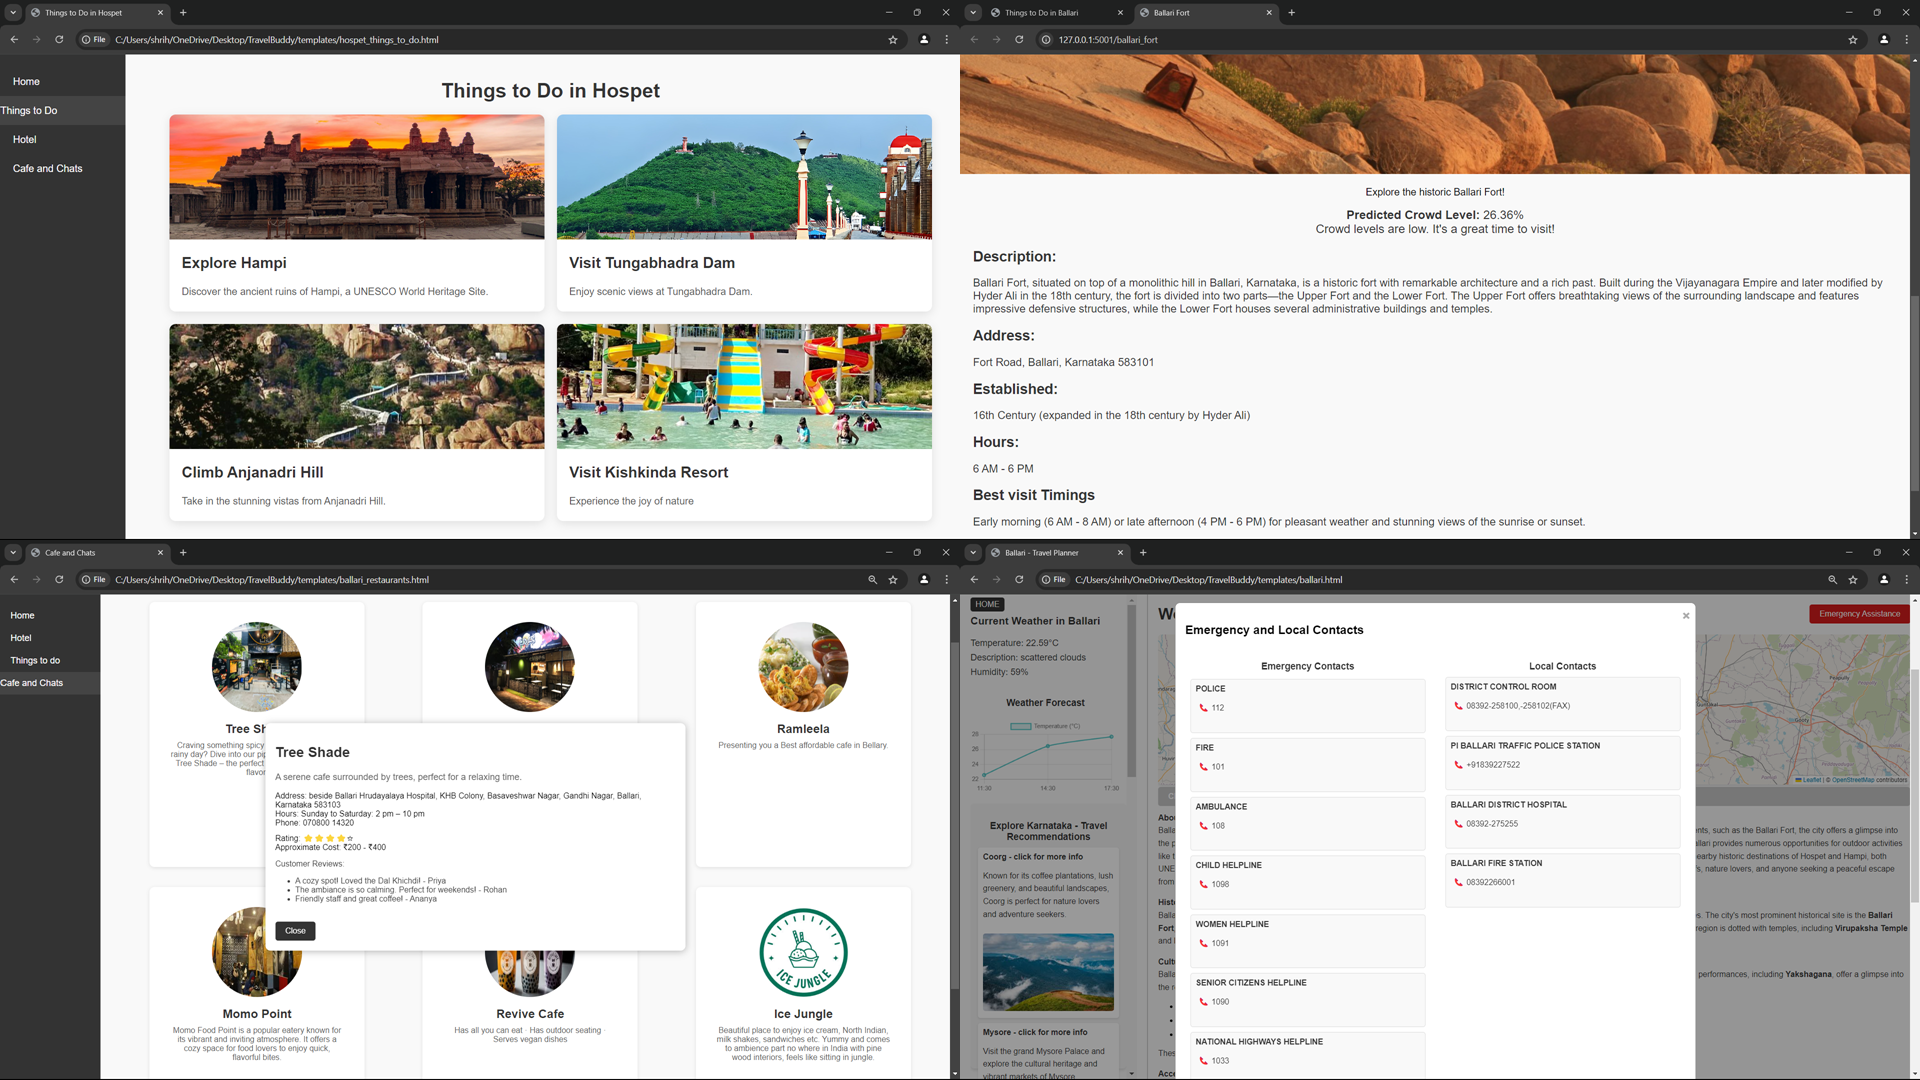 Things to Do in Hospet
File C:/Users/shrih/OneDrive/Desktop/TravelBuddy/templates/hospet_things_to_do.html
Home
Things to Do
Hotel
Cafe and Chats
Things to Do in Hospet
Explore Hampi
Discover the ancient ruins of Hampi, a UNESCO World Heritage Site.
Visit Tungabhadra Dam
Enjoy scenic views at Tungabhadra Dam.
Climb Anjanadri Hill
Take in the stunning vistas from Anjanadri Hill.
Visit Kishkinda Resort
Experience the joy of nature
Things to Do in Ballari
Ballari Fort
127.0.0.1:5001/ballari_fort
Explore the historic Ballari Fort!
Predicted Crowd Level: 26.36%
Crowd levels are low. It's a great time to visit!
Description:
Ballari Fort, situated on top of a monolithic hill in Ballari, Karnataka, is a historic fort with remarkable architecture and a rich past. Built during the Vijayanagara Empire and later modified by
Hyder Ali in the 18th century, the fort is divided into two parts—the Upper Fort and the Lower Fort. The Upper Fort offers breathtaking views of the surrounding landscape and features
impressive defensive structures, while the Lower Fort houses several administrative buildings and temples.
Address:
Fort Road, Ballari, Karnataka 583101
Established:
16th Century (expanded in the 18th century by Hyder Ali)
Hours:
6 AM - 6 PM
Best visit Timings
Early morning (6 AM - 8 AM) or late afternoon (4 PM - 6 PM) for pleasant weather and stunning views of the sunrise or sunset.
Cafe and Chats
File C:/Users/shrih/OneDrive/Desktop/TravelBuddy/templates/ballari_restaurants.html
Home
Hotel
Things to do
Cafe and Chats
Tree Sh
Craving something spicy
rainy day? Dive into our pi
Tree Shade – the perfect
flavor
Ramleela
Presenting you a Best affordable cafe in Bellary.
Tree Shade
A serene cafe surrounded by trees, perfect for a relaxing time.
Address: beside Ballari Hrudayalaya Hospital, KHB Colony, Basaveshwar Nagar, Gandhi Nagar, Ballari,
Karnataka 583103
Hours: Sunday to Saturday: 2 pm – 10 pm
Phone: 070800 14320
Rating: ⭐⭐⭐⭐✩
Approximate Cost: ₹200 - ₹400
Customer Reviews:
A cozy spot! Loved the Dal Khichdi! - Priya
The ambiance is so calming. Perfect for weekends! - Rohan
Friendly staff and great coffee! - Ananya
Close
Momo Point
Momo Food Point is a popular eatery known for
its vibrant and inviting atmosphere. It offers a
cozy space for food lovers to enjoy quick,
flavorful bites.
Revive Cafe
Has all you can eat · Has outdoor seating ·
Serves vegan dishes
ICE JUNGLE
Ice Jungle
Beautiful place to enjoy ice cream, North Indian,
milk shakes, sandwiches etc. Yummy and comes
to ambience part no where in India with pine
wood interiors, feels like sitting in jungle.
Ballari - Travel Planner
File C:/Users/shrih/OneDrive/Desktop/TravelBuddy/templates/ballari.html
HOME
Current Weather in Ballari
Temperature: 22.59°C
Description: scattered clouds
Humidity: 59%
Weather Forecast
Temperature (°C)
28
26
24
22
11:30 14:30 17:30
Explore Karnataka - Travel
Recommendations
Coorg - click for more info
Known for its coffee plantations, lush
greenery, and beautiful landscapes,
Coorg is perfect for nature lovers
and adventure seekers.
Mysore - click for more info
Visit the grand Mysore Palace and
explore the cultural heritage and
vibrant markets of Mysore
We
Emergency Assistance
Leaflet | © OpenStreetMap contributors
Emergency and Local Contacts
×
Emergency Contacts
POLICE
112
FIRE
101
AMBULANCE
108
CHILD HELPLINE
1098
WOMEN HELPLINE
1091
SENIOR CITIZENS HELPLINE
1090
NATIONAL HIGHWAYS HELPLINE
1033
Local Contacts
DISTRICT CONTROL ROOM
08392-258100,-258102(FAX)
PI BALLARI TRAFFIC POLICE STATION
+91839227522
BALLARI DISTRICT HOSPITAL
08392-275255
BALLARI FIRE STATION
08392266001
nts, such as the Ballari Fort, the city offers a glimpse into
allari provides numerous opportunities for outdoor activities
earby historic destinations of Hospet and Hampi, both
s, nature lovers, and anyone seeking a peaceful escape
s. The city's most prominent historical site is the Ballari
region is dotted with temples, including Virupaksha Temple
performances, including Yakshagana, offer a glimpse into